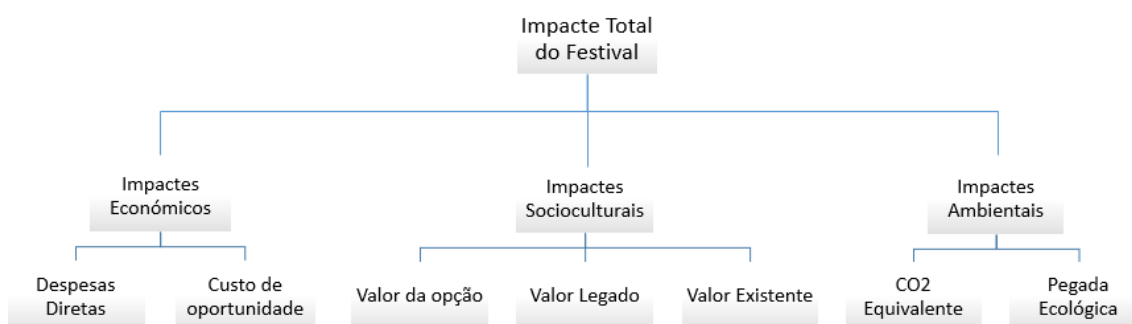 Impacte Total
do Festival
Impactes
Económicos
Impactes
Socioculturais
Impactes
Ambientais
Despesas
Diretas
Custo de
oportunidade
Valor da opção
Valor Legado
Valor Existente
CO2
Equivalente
Pegada
Ecológica